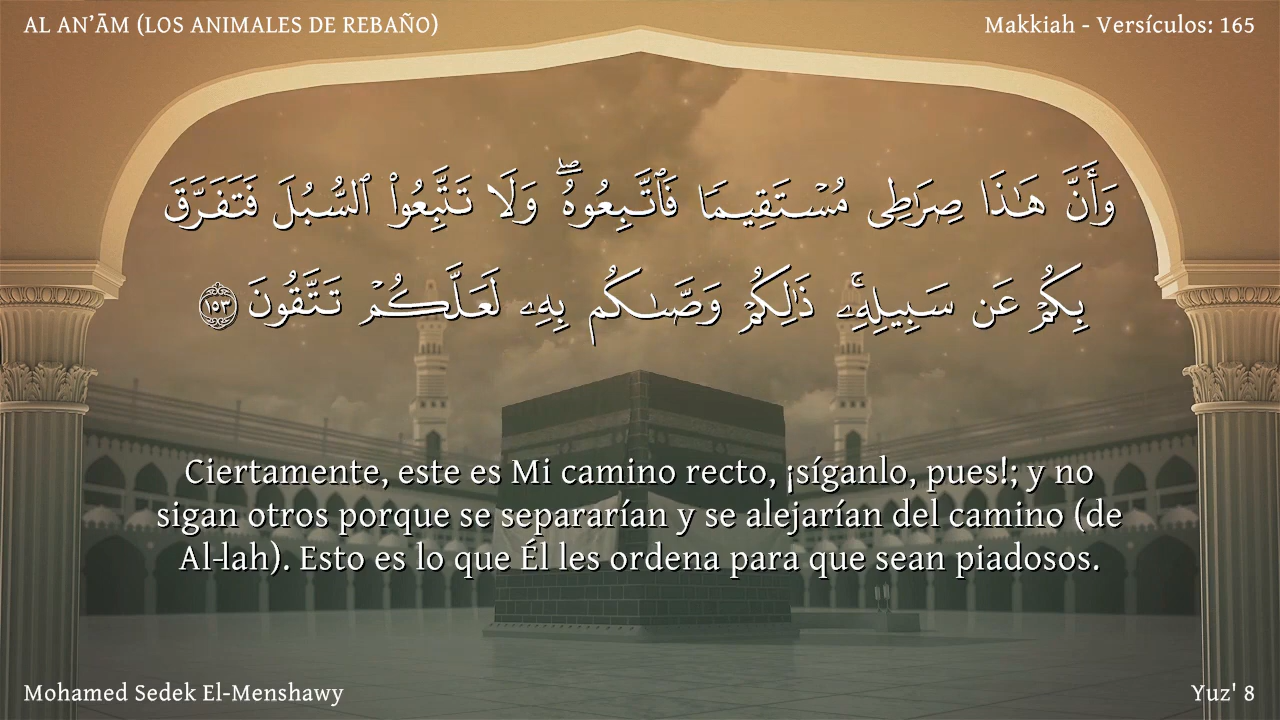 AL AN’ĀM (LOS ANIMALES DE REBAÑO)
Makkiah - Versículos: 165
وَأَنَّ هَٰذَا صِرَٰطِى مُسْتَقِيمًا فَٱتَّبِعُوهُ ۖ وَلَا تَتَّبِعُوا۟ ٱلسُّبُلَ فَتَفَرَّقَ
بِكُمْ عَن سَبِيلِهِۦ ۚ ذَٰلِكُمْ وَصَّىٰكُم بِهِۦ لَعَلَّكُمْ تَتَّقُونَ ١٥٣
Ciertamente, este es Mi camino recto, ¡síganlo, pues!; y no
sigan otros porque se separarían y se alejarían del camino (de
Al-lah). Esto es lo que Él les ordena para que sean piadosos.
Mohamed Sedek El-Menshawy
Yuz' 8